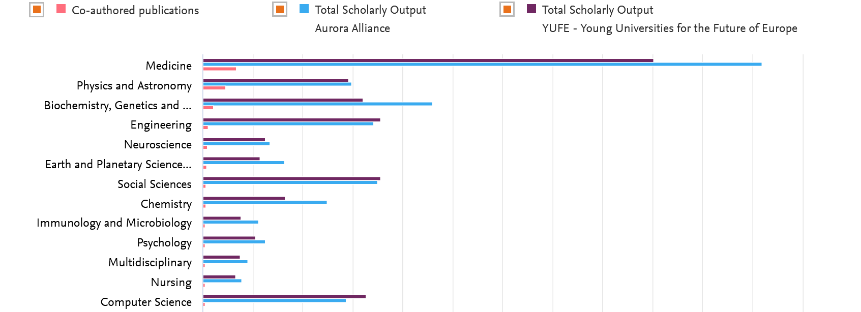 Co-authored publications
Total Scholarly Output
Total Scholarly Output
Aurora Alliance
YUFE - Young Universities for the Future of Europe
Medicine
Physics and Astronomy
Biochemistry, Genetics and ...
Engineering
Neuroscience
Earth and Planetary Science...
Social Sciences
Chemistry
Immunology and Microbiology
Psychology
Multidisciplinary
Nursing
Computer Science